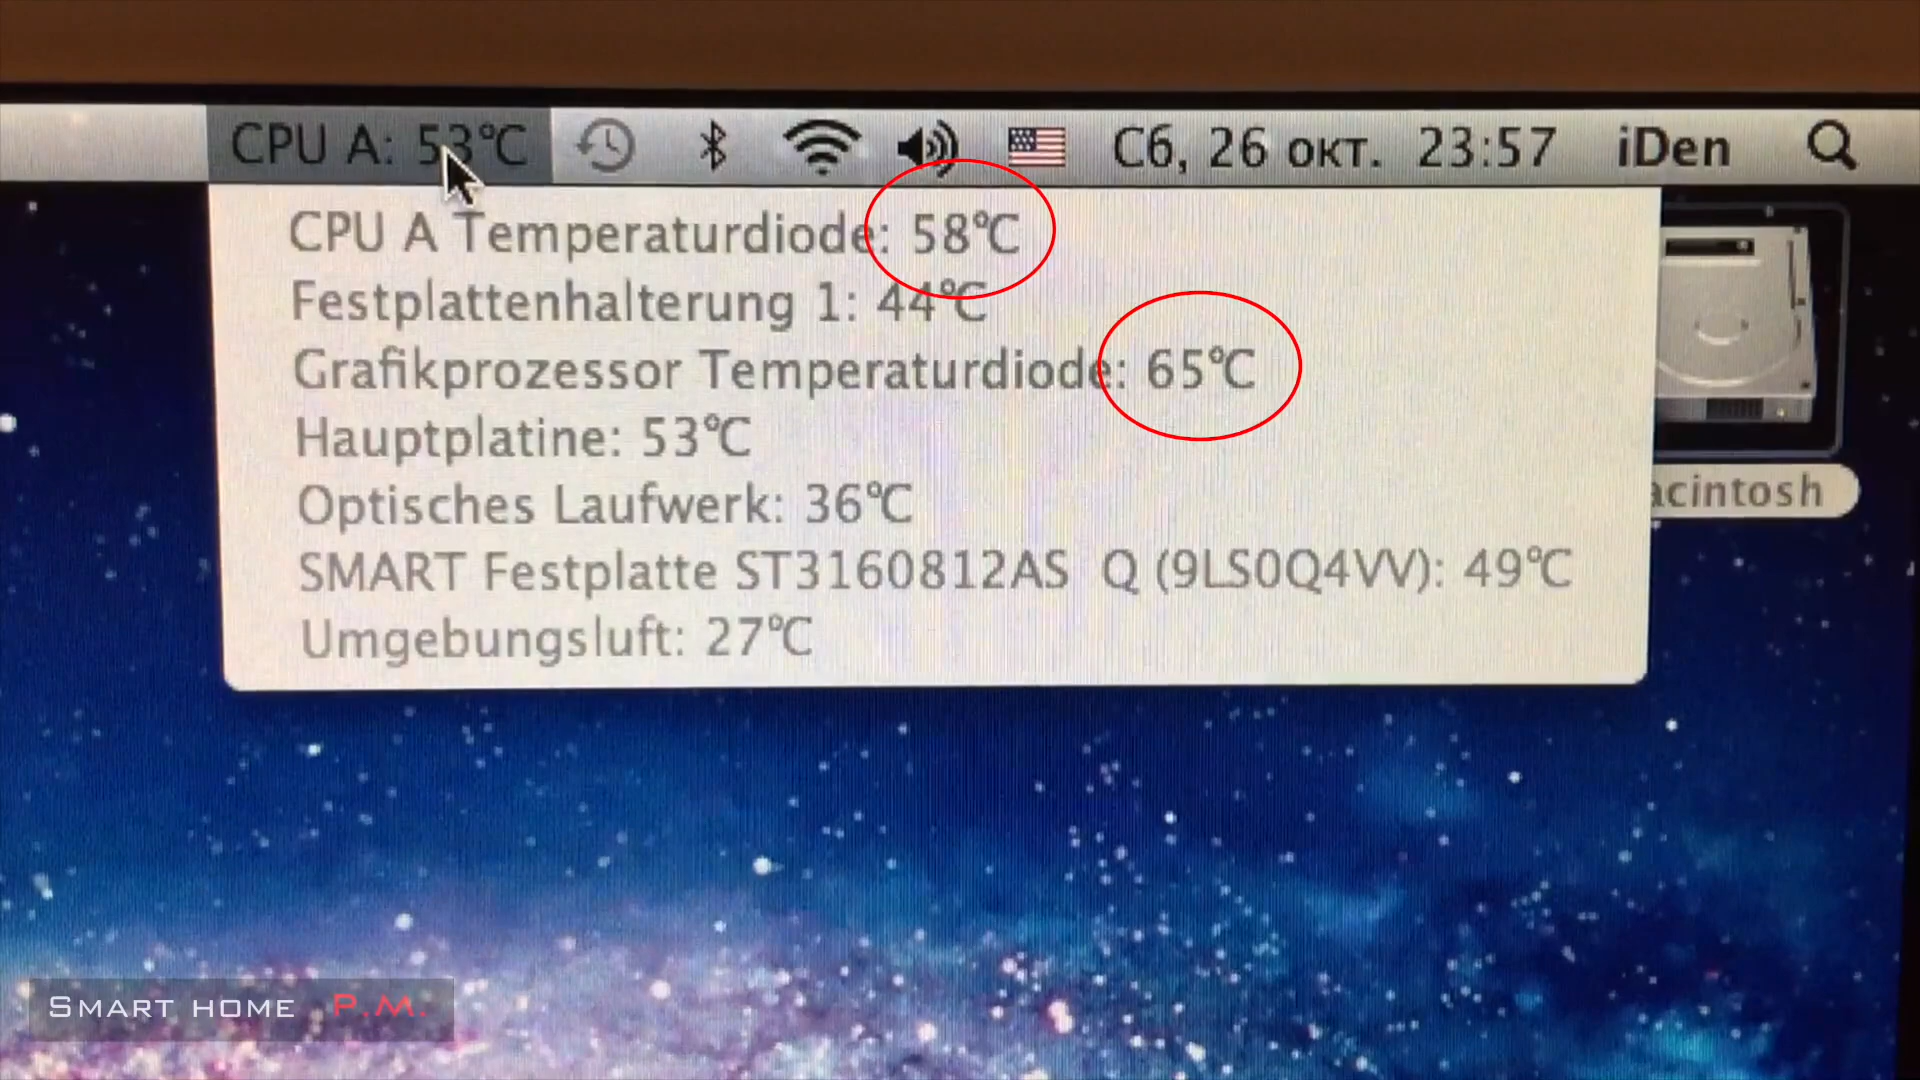 CPU A: 53°C
Сб, 26 окт. 23:57 iDen
CPU A Temperaturdiode: 58°C
Festplattenhalterung 1: 44°C
Grafikprozessor Temperaturdiode: 65°C
Hauptplatine: 53°C
Optisches Laufwerk: 36°C
SMART Festplatte ST3160812AS Q (9LS0Q4VV): 49°C
Umgebungsluft: 27°C
acintosh
SMART HOME P.M.